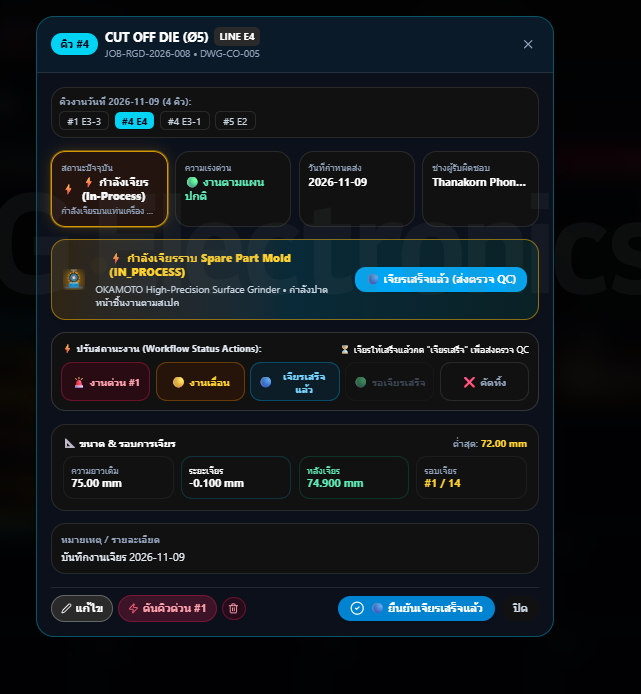 คิว #4
CUT OFF DIE (Ø5)
LINE E4
JOB-RGD-2026-008 • DWG-CO-005
คิวงานวันที่ 2026-11-09 (4 คิว):
#1 E3-3
#4 E4
#4 E3-1
#5 E2
สถานะปัจจุบัน
กำลังเจียร
(In-Process)
กำลังเจียรบนแท่นเครื่อง ...
ความเร่งด่วน
งานตามแผน
ปกติ
วันที่กำหนดส่ง
2026-11-09
ช่างผู้รับผิดชอบ
Thanakorn Phon...
กำลังเจียรราบ Spare Part Mold
(IN_PROCESS)
OKAMOTO High-Precision Surface Grinder • กำลังปาด
หน้าชิ้นงานตามสเปค
เจียรเสร็จแล้ว (ส่งตรวจ QC)
ปรับสถานะงาน (Workflow Status Actions):
เจียรให้เสร็จแล้วกด "เจียรเสร็จ" เพื่อส่งตรวจ QC
งานด่วน #1
งานเลื่อน
เจียรเสร็จ
แล้ว
รอเจียรเสร็จ
คัดทิ้ง
ขนาด & รอบการเจียร
ต่ำสุด: 72.00 mm
ความยาวเดิม
75.00 mm
ระยะเจียร
-0.100 mm
หลังเจียร
74.900 mm
รอบเจียร
#1 / 14
หมายเหตุ / รายละเอียด
บันทึกงานเจียร 2026-11-09
แก้ไข
ดันคิวด่วน #1
ยืนยันเจียรเสร็จแล้ว
ปิด